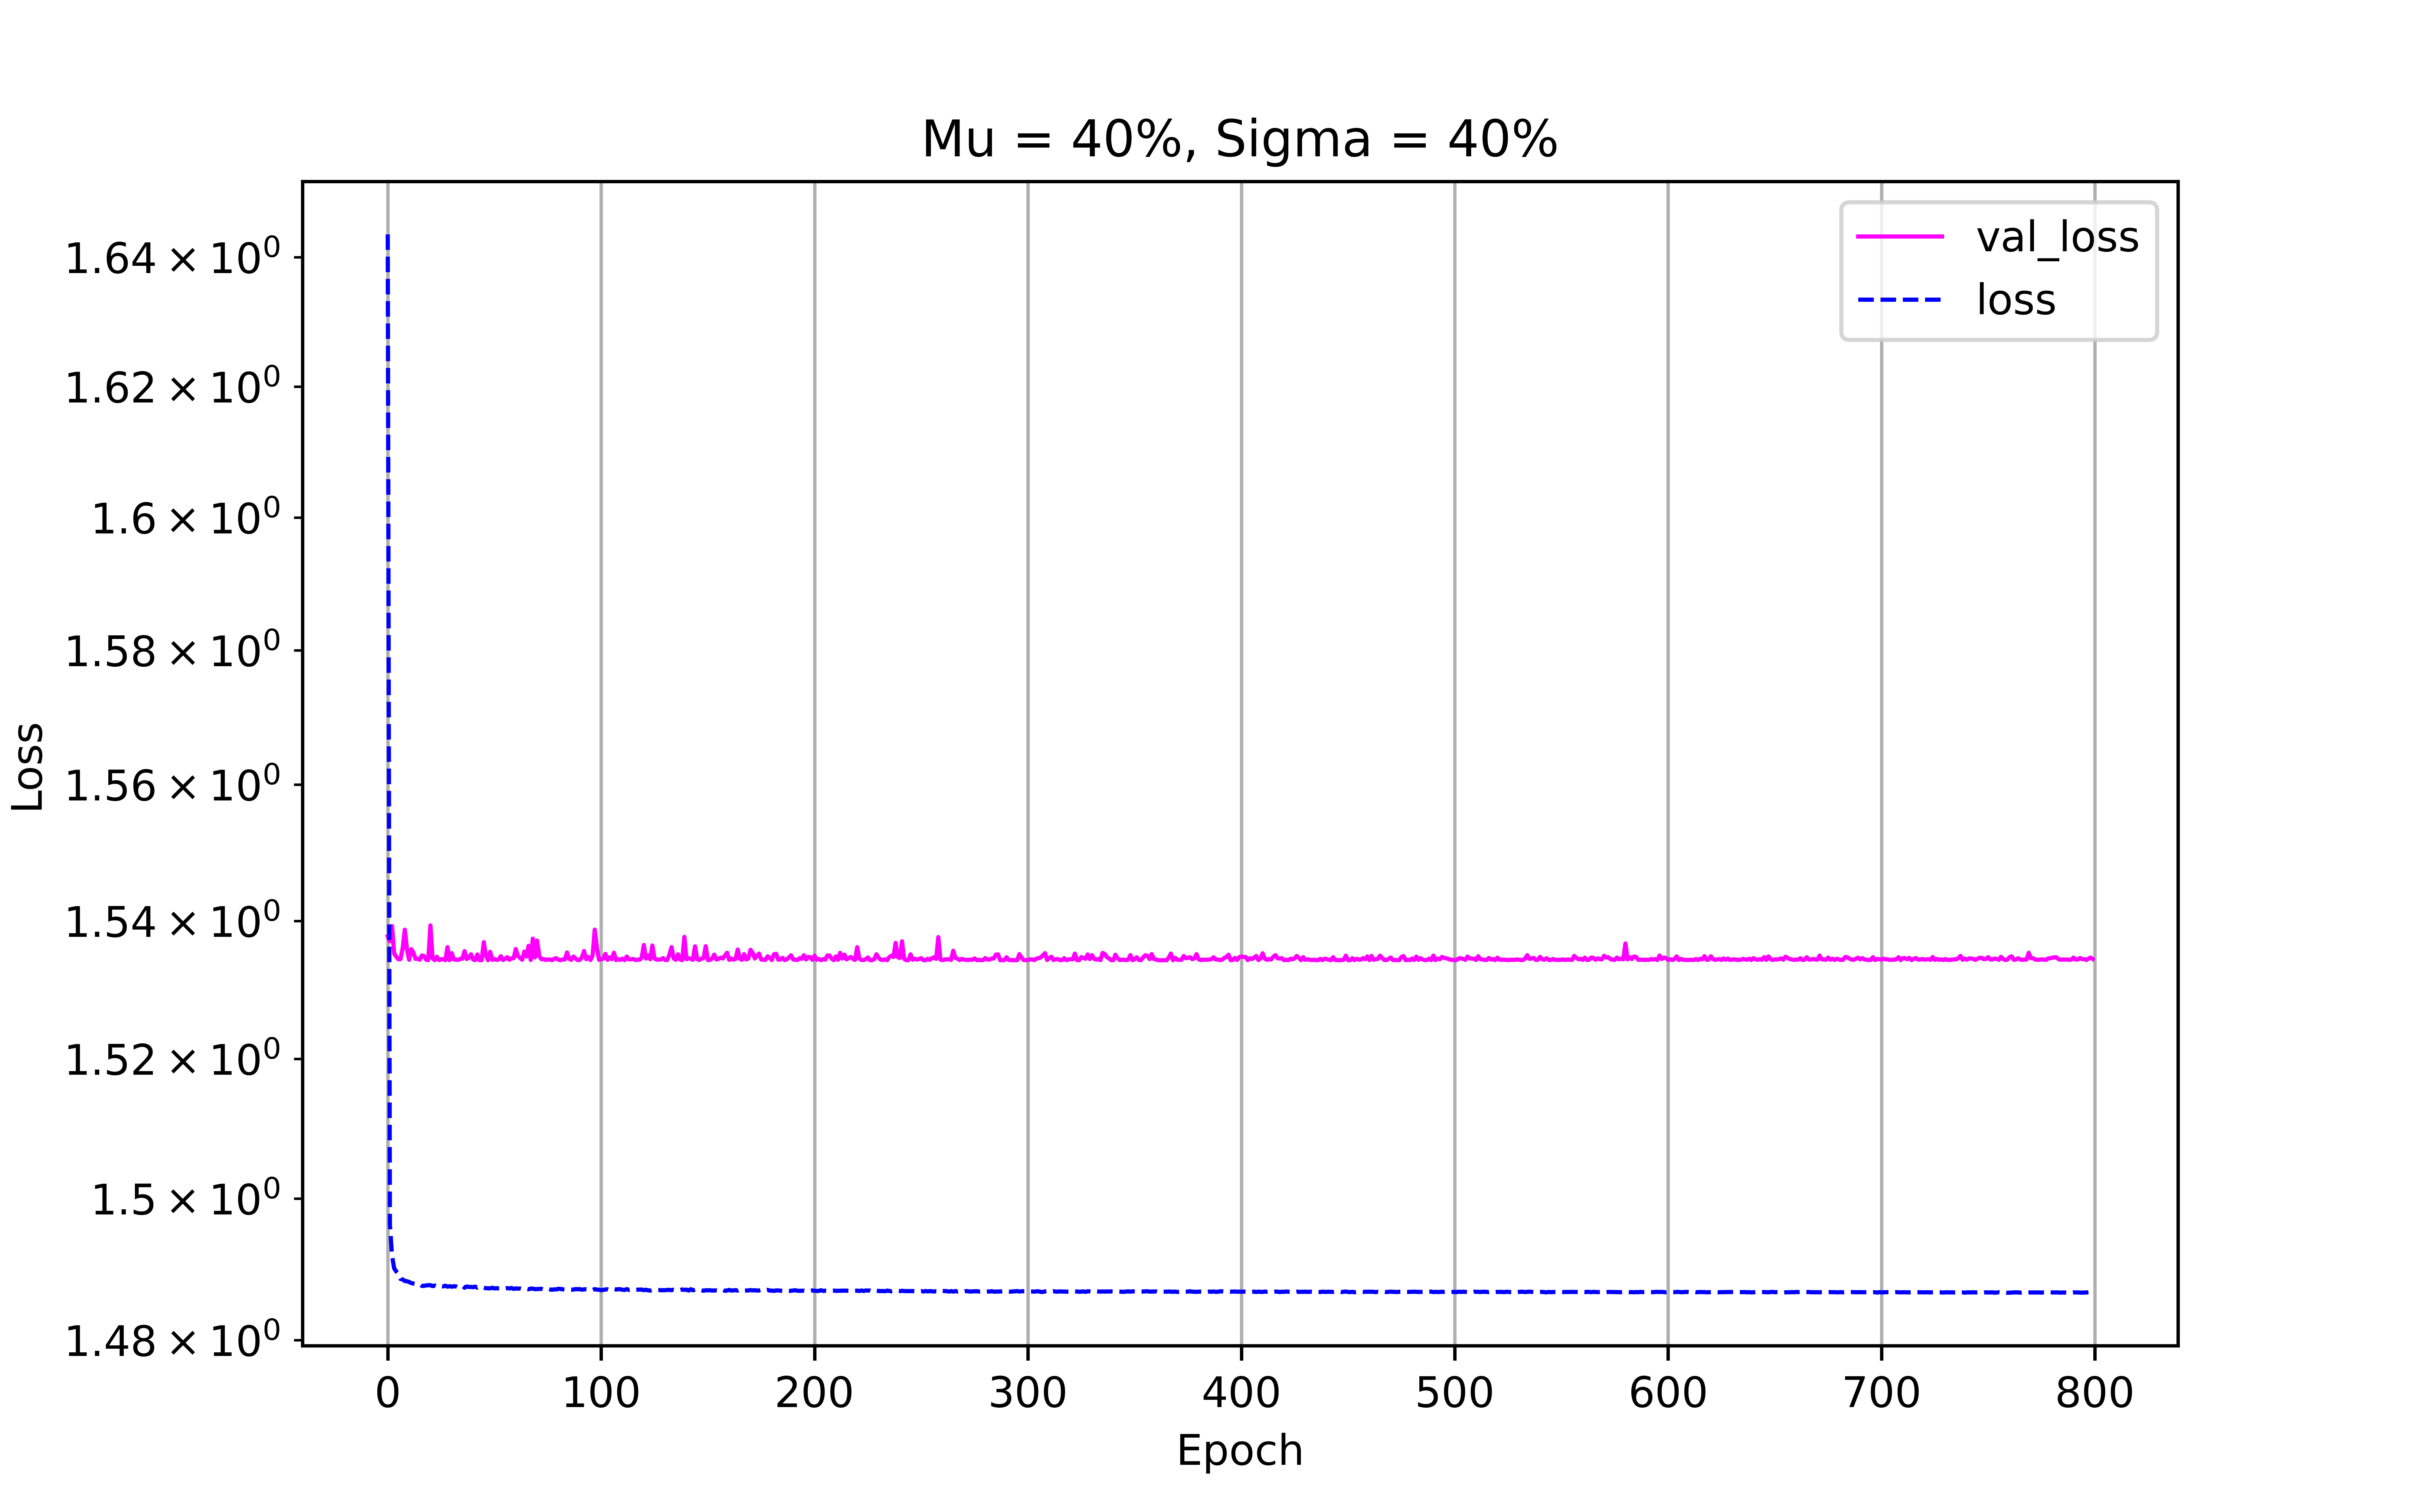 Mu = 40%, Sigma = 40%
val_loss
loss
1.64 × 10⁰
1.62 × 10⁰
1.6 × 10⁰
1.58 × 10⁰
1.56 × 10⁰
1.54 × 10⁰
1.52 × 10⁰
1.5 × 10⁰
1.48 × 10⁰
Loss
0 100 200 300 400 500 600 700 800
Epoch